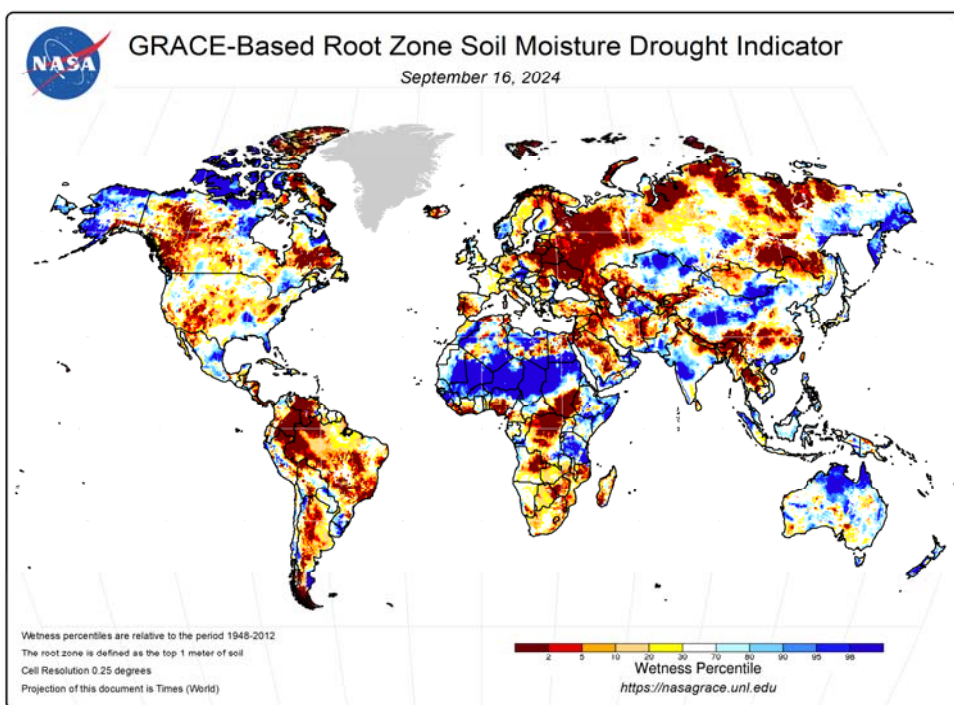 NASA
GRACE-Based Root Zone Soil Moisture Drought Indicator
September 16, 2024
Wetness percentiles are relative to the period 1948-2012
The root zone is defined as the top 1 meter of soil
Cell Resolution 0.25 degrees
Projection of this document is Times (World)
2 5 10 20 30 70 80 90 95 98
Wetness Percentile
https://nasagrace.unl.edu